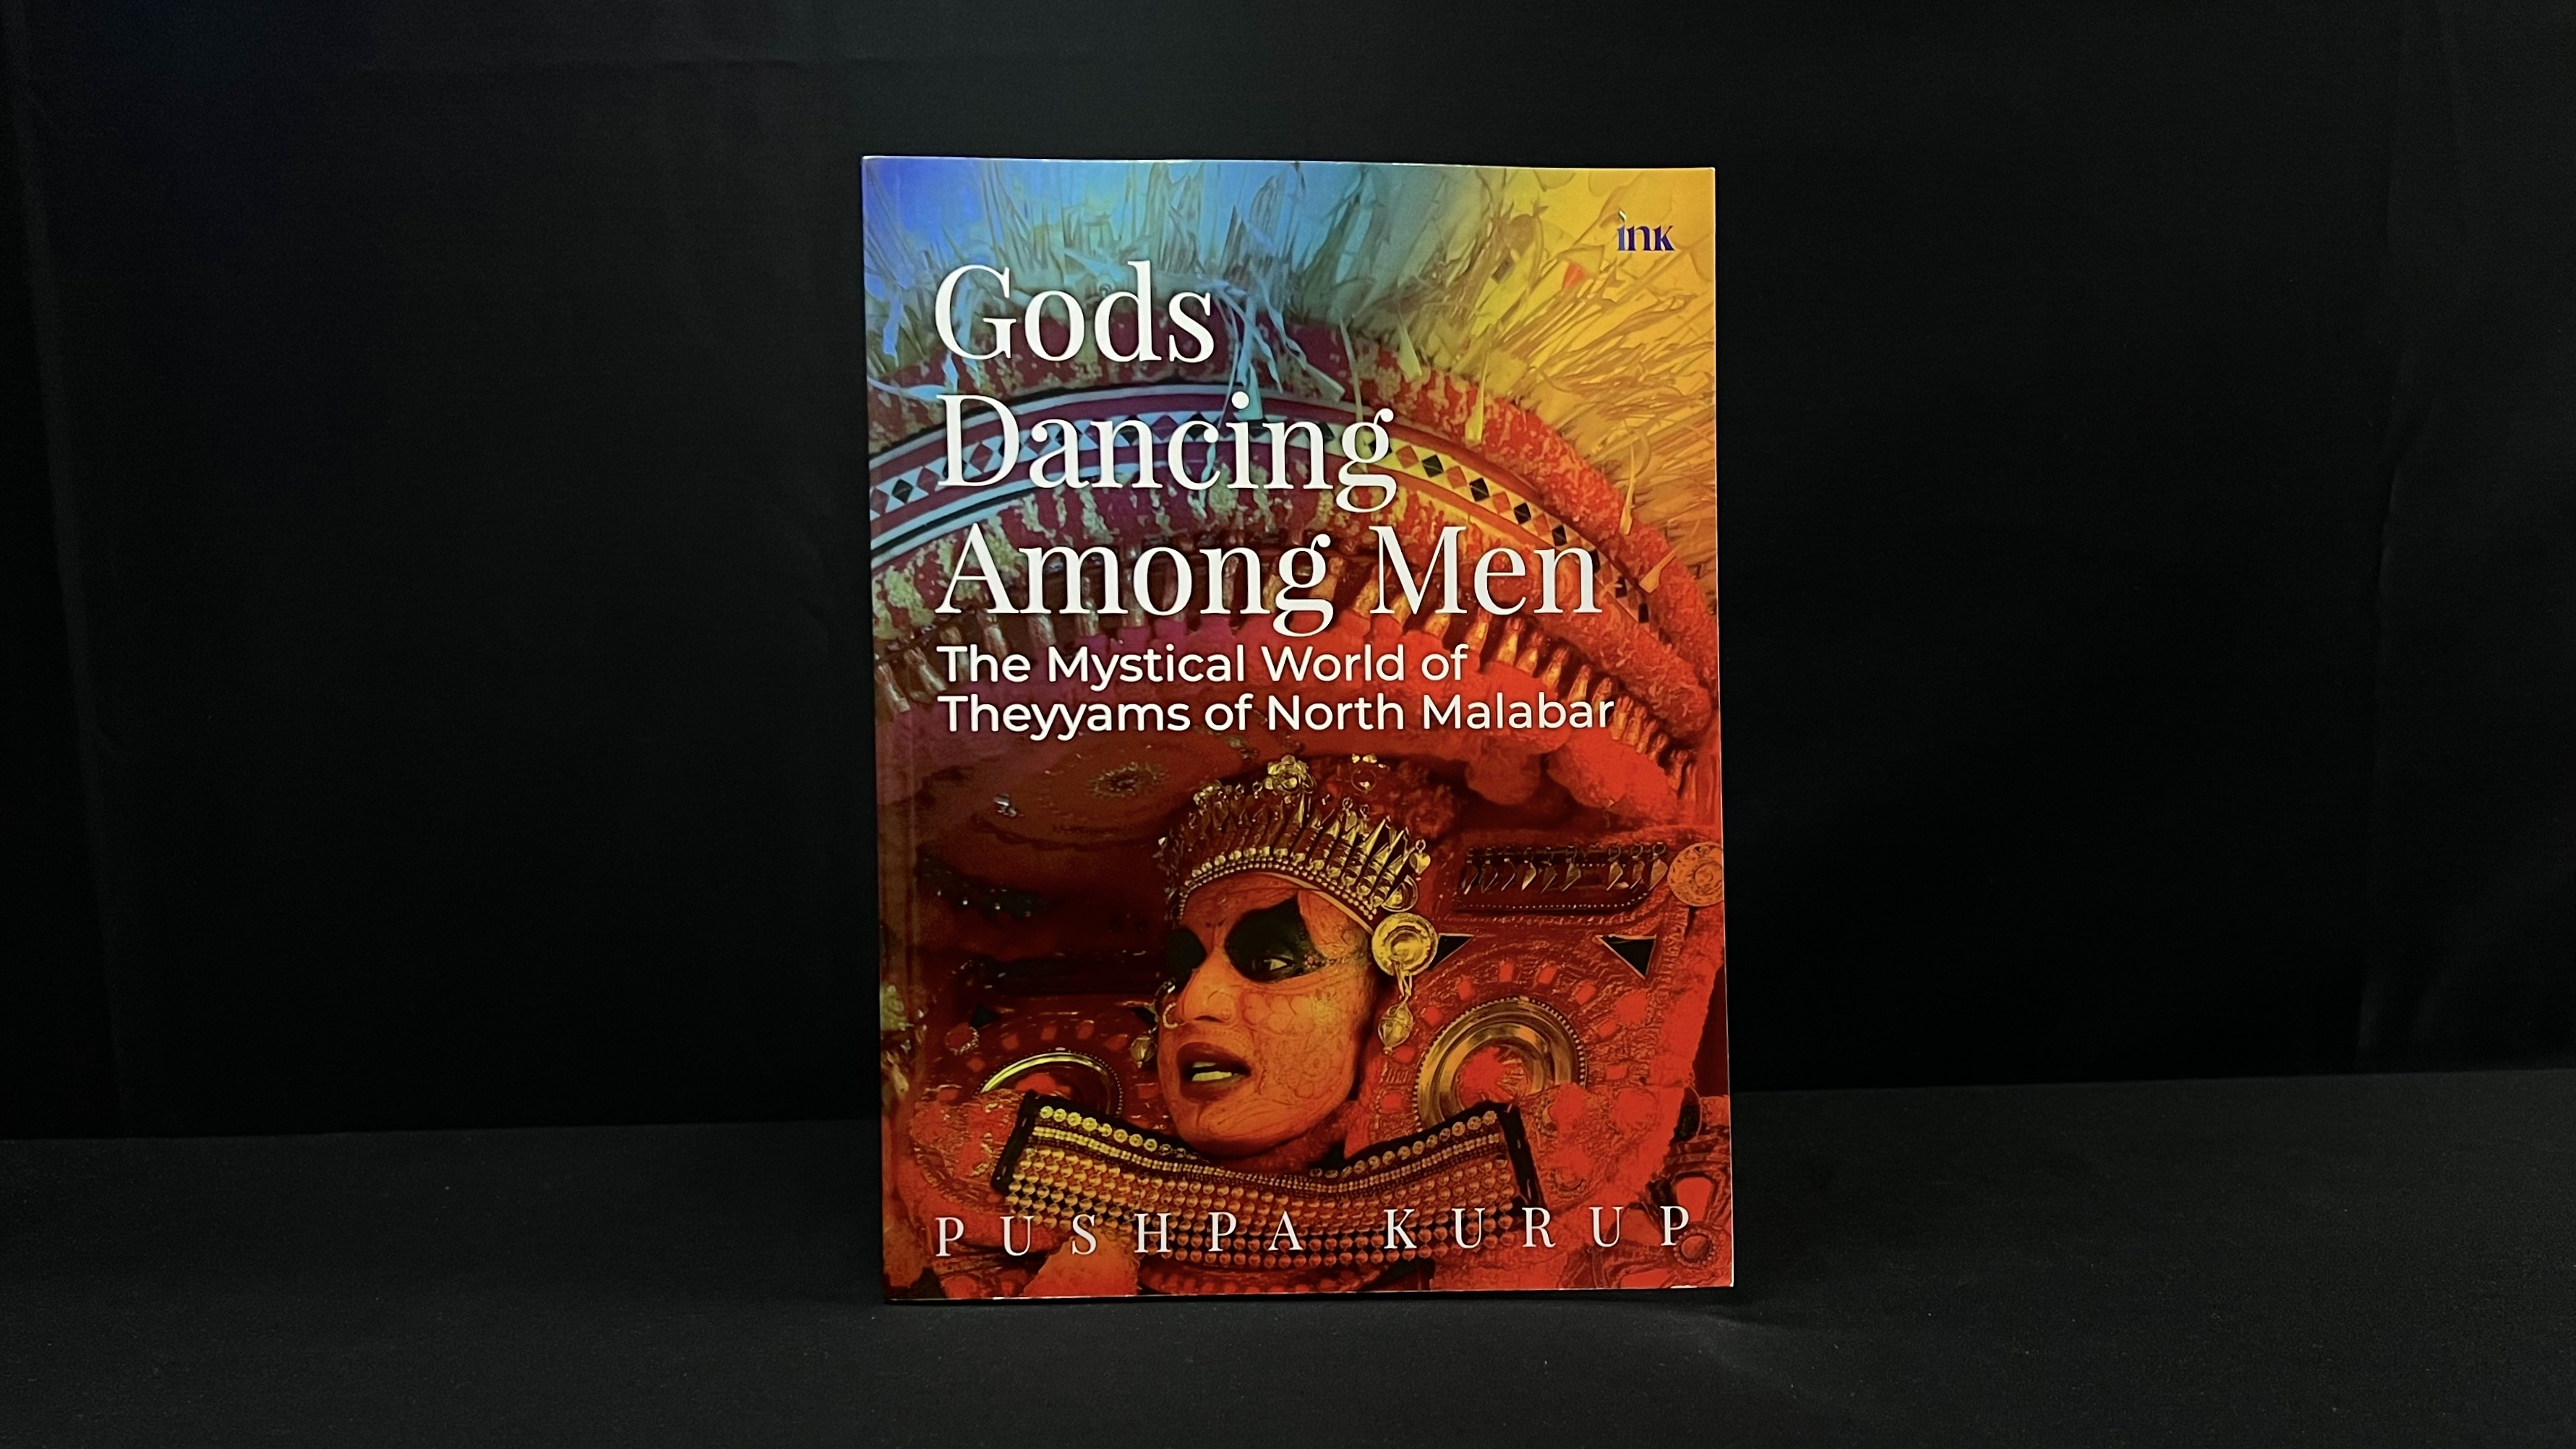 ink
Gods
Dancing
Among Men
The Mystical World of
Theyyams of North Malabar
PUSHPA KURUP